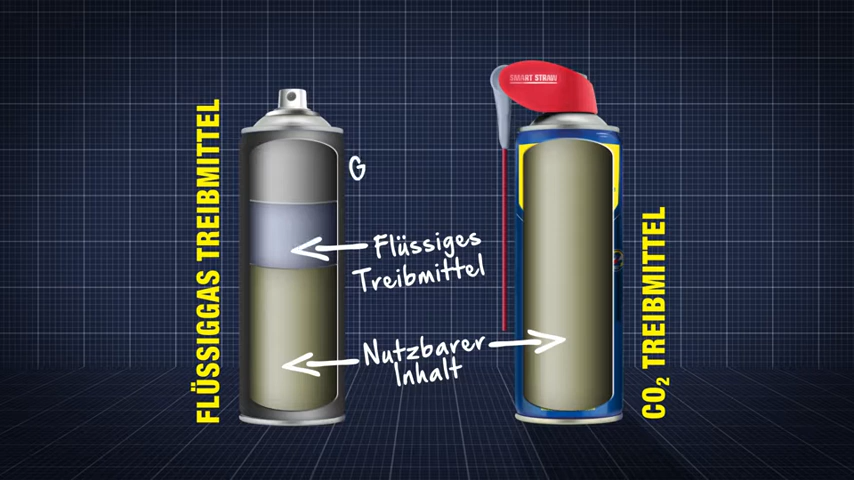 FLÜSSIGGAS TREIBMITTEL
SMART STRAW
G
Flüssiges
Treibmittel
Nutzbarer
Inhalt
CO₂ TREIBMITTEL